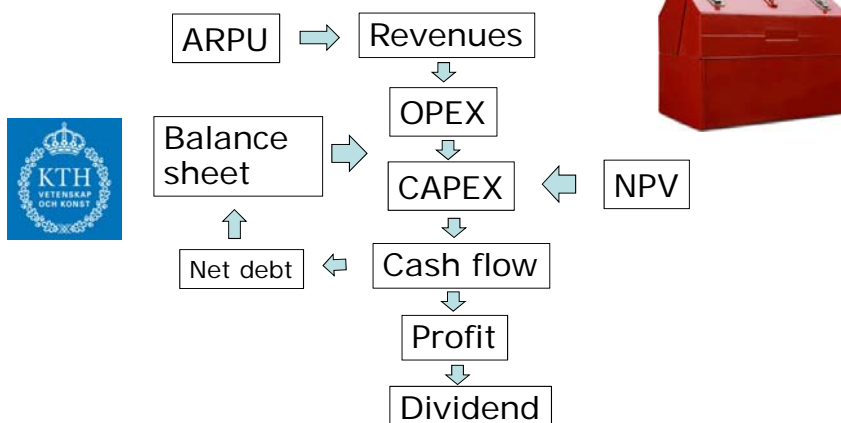 ARPU
Revenues
OPEX
Balance
sheet
CAPEX
NPV
KTH
VETENSKAP
OCH KONST
Net debt
Cash flow
Profit
Dividend